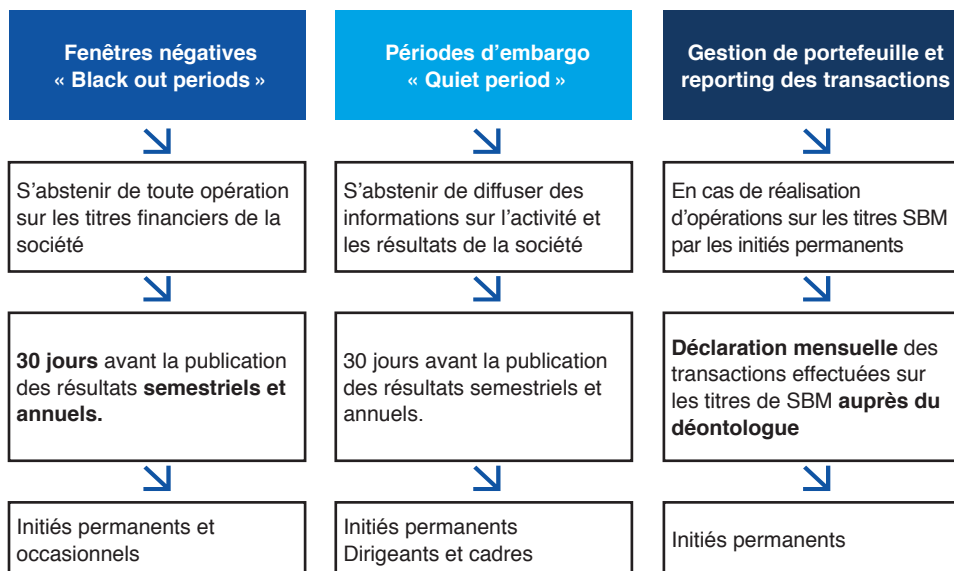 Fenêtres négatives
« Black out periods »
S'abstenir de toute opération
sur les titres financiers de la
société
30 jours avant la publication
des résultats semestriels et
annuels.
Initiés permanents et
occasionnels
Périodes d'embargo
« Quiet period »
S'abstenir de diffuser des
informations sur l'activité et
les résultats de la société
30 jours avant la publication
des résultats semestriels et
annuels.
Initiés permanents
Dirigeants et cadres
Gestion de portefeuille et
reporting des transactions
En cas de réalisation
d'opérations sur les titres SBM
par les initiés permanents
Déclaration mensuelle des
transactions effectuées sur
les titres de SBM auprès du
déontologue
Initiés permanents